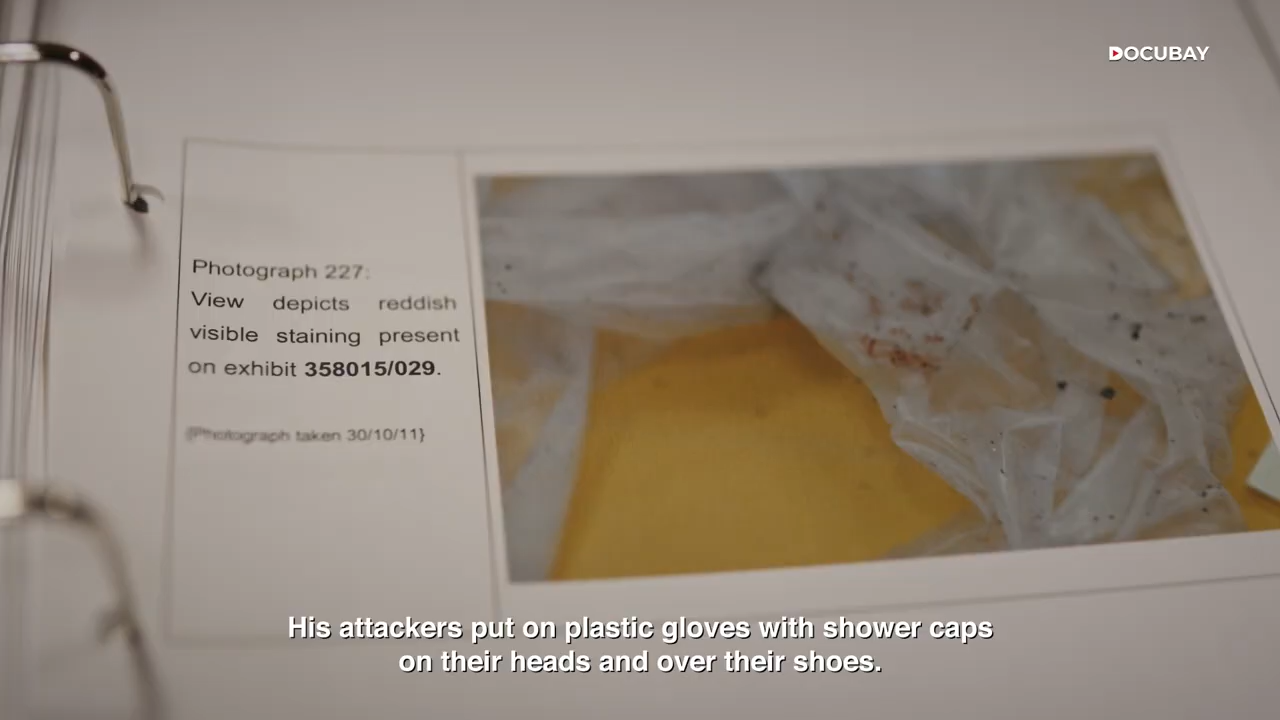 DOCUBAY
Photograph 227:
View depicts reddish
visible staining present
on exhibit 358015/029.
{Photograph taken 30/10/11}
His attackers put on plastic gloves with shower caps
on their heads and over their shoes.